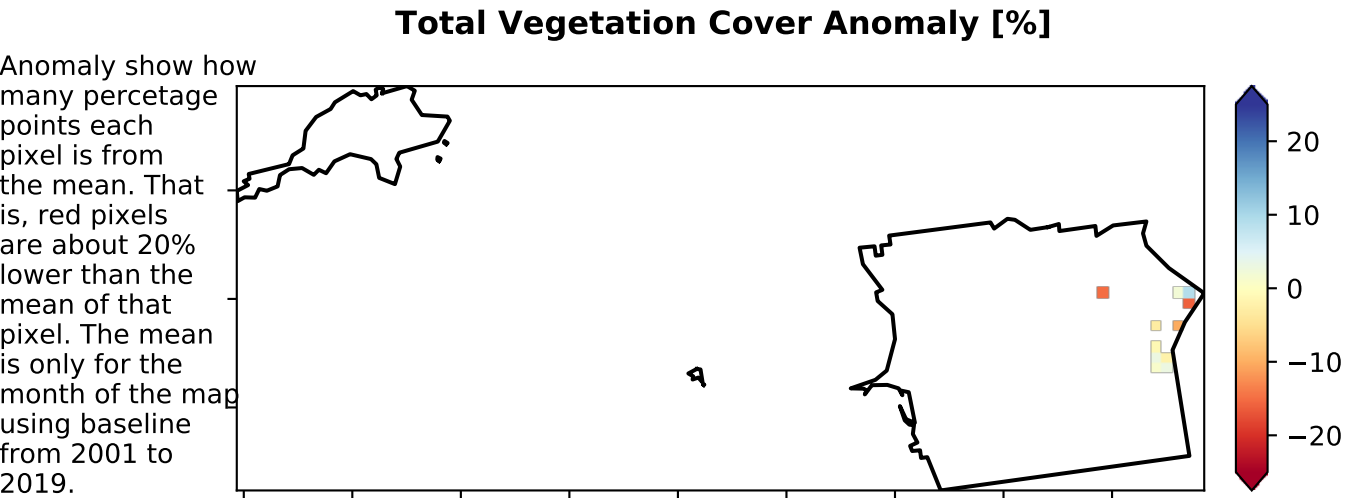 Total Vegetation Cover Anomaly [%]
Anomaly show how
many percetage
points each
pixel is from
the mean. That
is, red pixels
are about 20%
lower than the
mean of that
pixel. The mean
is only for the
month of the map
using baseline
from 2001 to
2019.
20
10
0
−10
−20